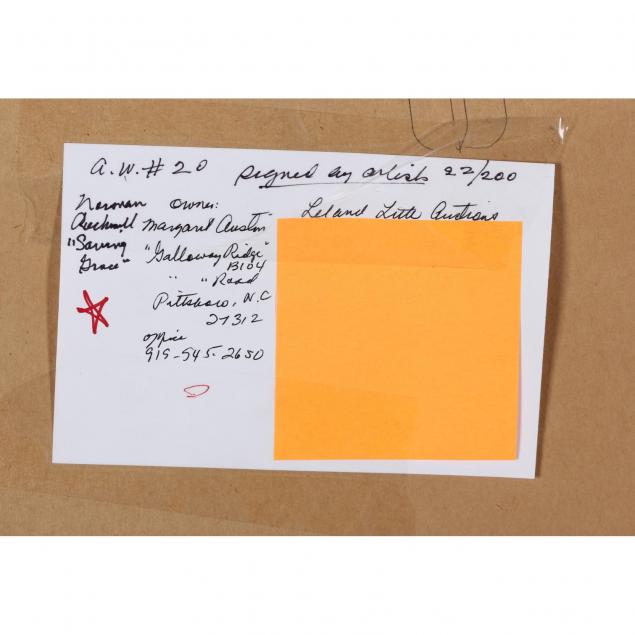 A.W.# 20
signed by artist 22/200
Norman
Rockwell
"Saving
Grace"
Owner:
Margaret Austin
"Galloway Ridge"
B104
" " Road
Pittsboro, N.C
27312
office
919-545-2650
Leland Little Auctions